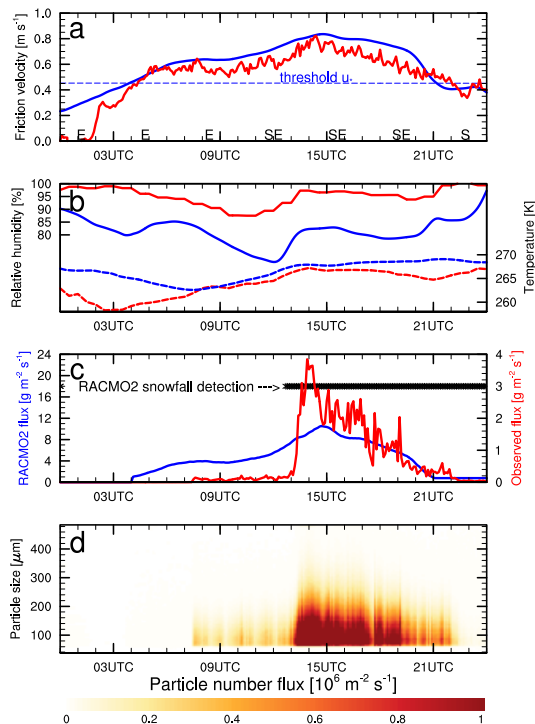 a
Friction velocity [m s⁻¹]
1.0
0.8
0.6
0.4
0.2
0.0
threshold u*
E E E SE SE SE S
03UTC 09UTC 15UTC 21UTC
b
Relative humidity [%]
100
95
90
85
80
Temperature [K]
270
265
260
03UTC 09UTC 15UTC 21UTC
c
RACMO2 flux [g m⁻² s⁻¹]
24
20
16
12
8
4
0
RACMO2 snowfall detection --->
Observed flux [g m⁻² s⁻¹]
4
3
2
1
0
03UTC 09UTC 15UTC 21UTC
d
Particle size [μm]
400
300
200
100
03UTC 09UTC 15UTC 21UTC
Particle number flux [10⁶ m⁻² s⁻¹]
0 0.2 0.4 0.6 0.8 1